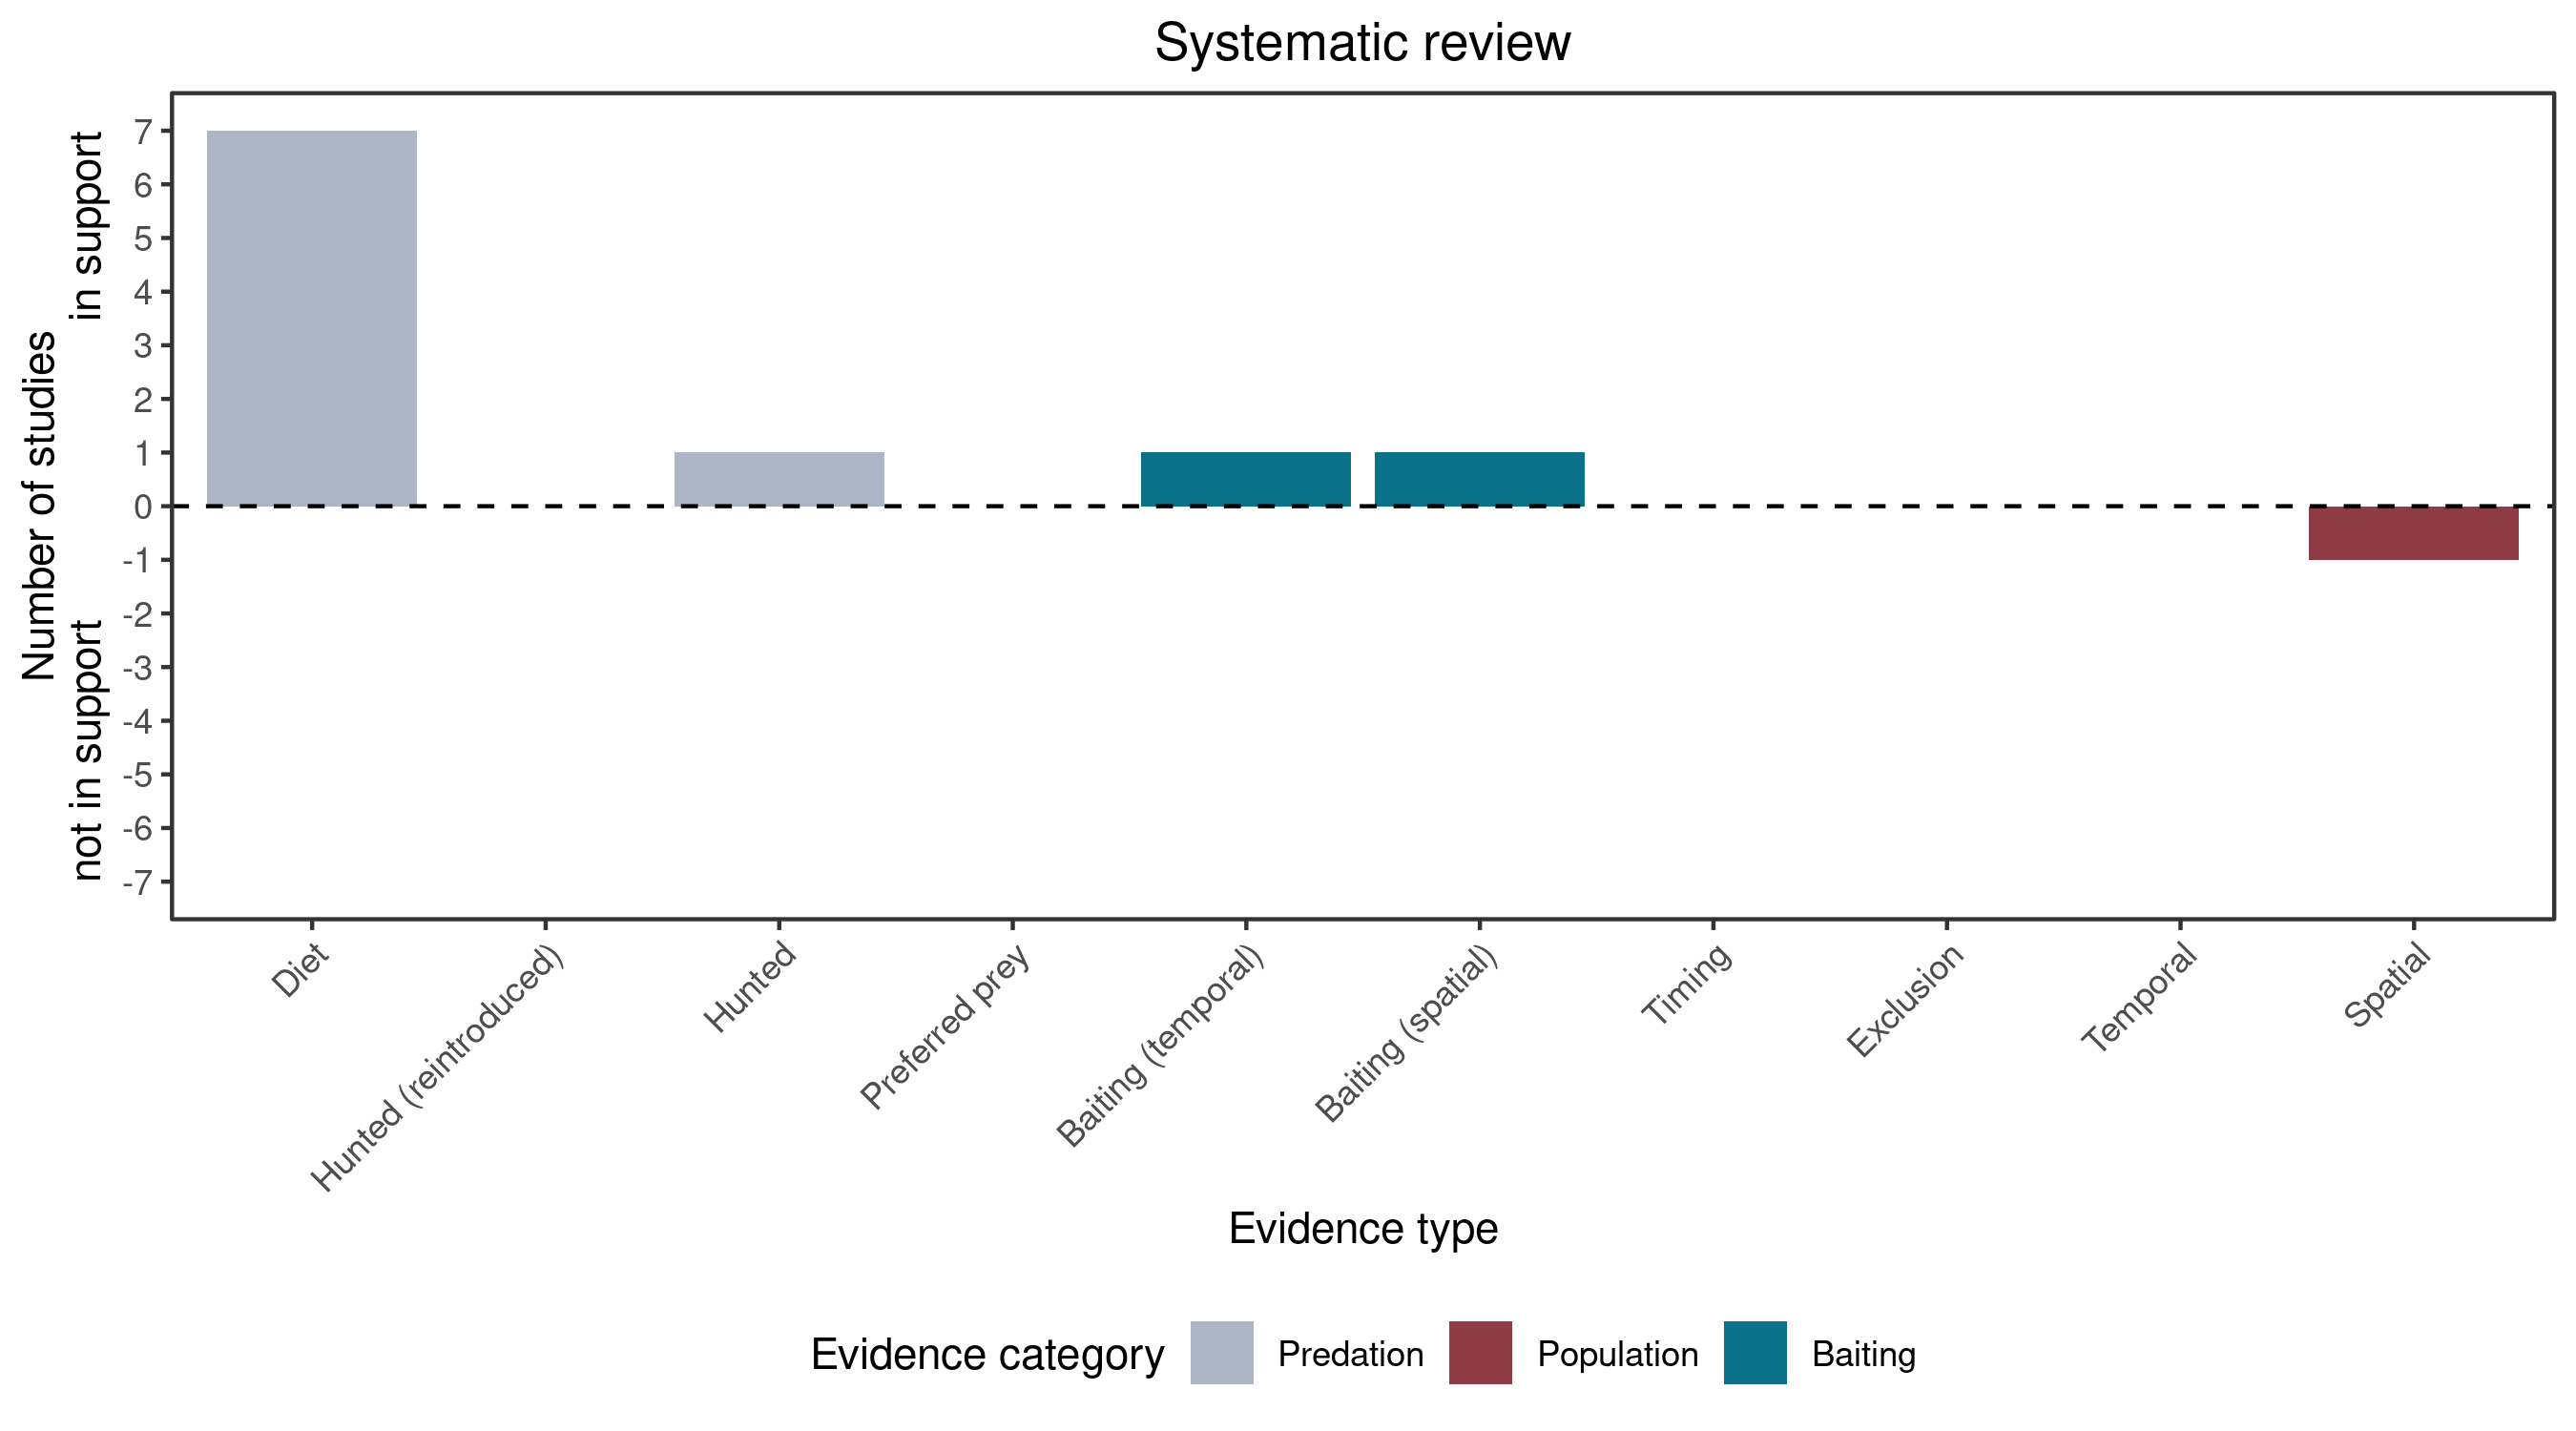 Systematic review
Number of studies
not in support in support
7
6
5
4
3
2
1
0
-1
-2
-3
-4
-5
-6
-7
Diet
Hunted (reintroduced)
Hunted
Preferred prey
Baiting (temporal)
Baiting (spatial)
Timing
Exclusion
Temporal
Spatial
Evidence type
Evidence category Predation Population Baiting